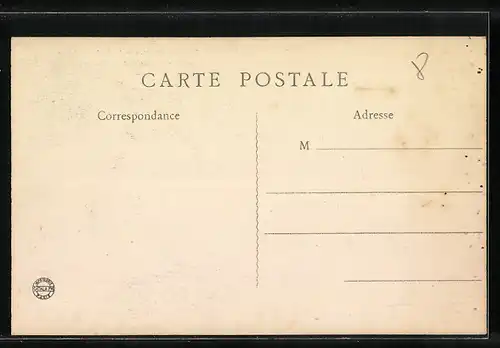 8
CARTE POSTALE
Correspondance
Adresse
M